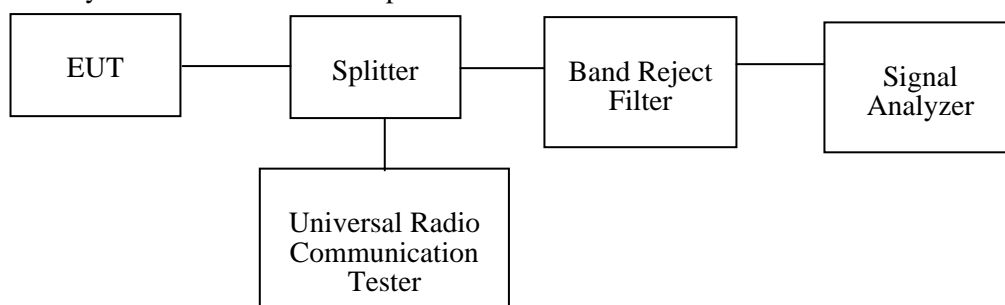 EUT
Splitter
Band Reject
Filter
Signal
Analyzer
Universal Radio
Communication
Tester